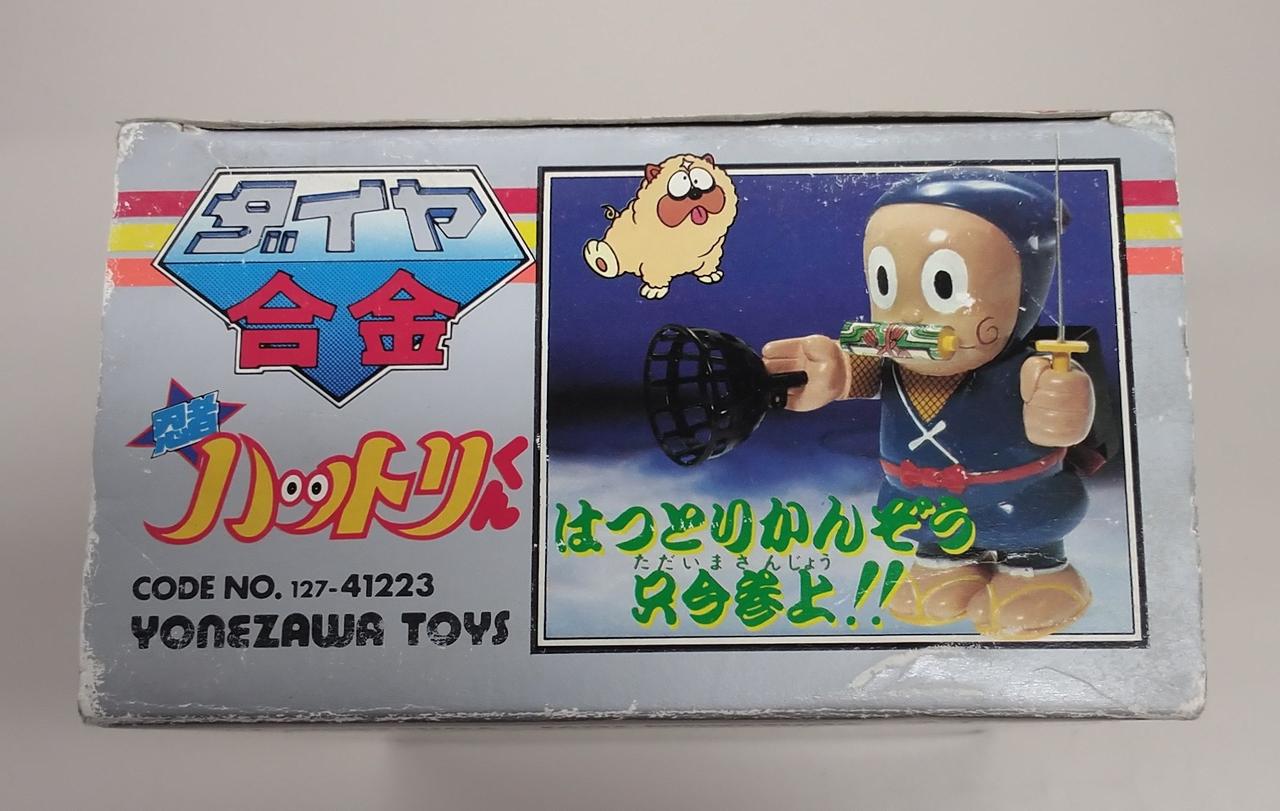 ダイヤ
合金
忍者
ハットリくん
CODE NO. 127-41223
YONEZAWA TOYS
はっとりかんぞう
ただいまさんじょう
只今参上!!